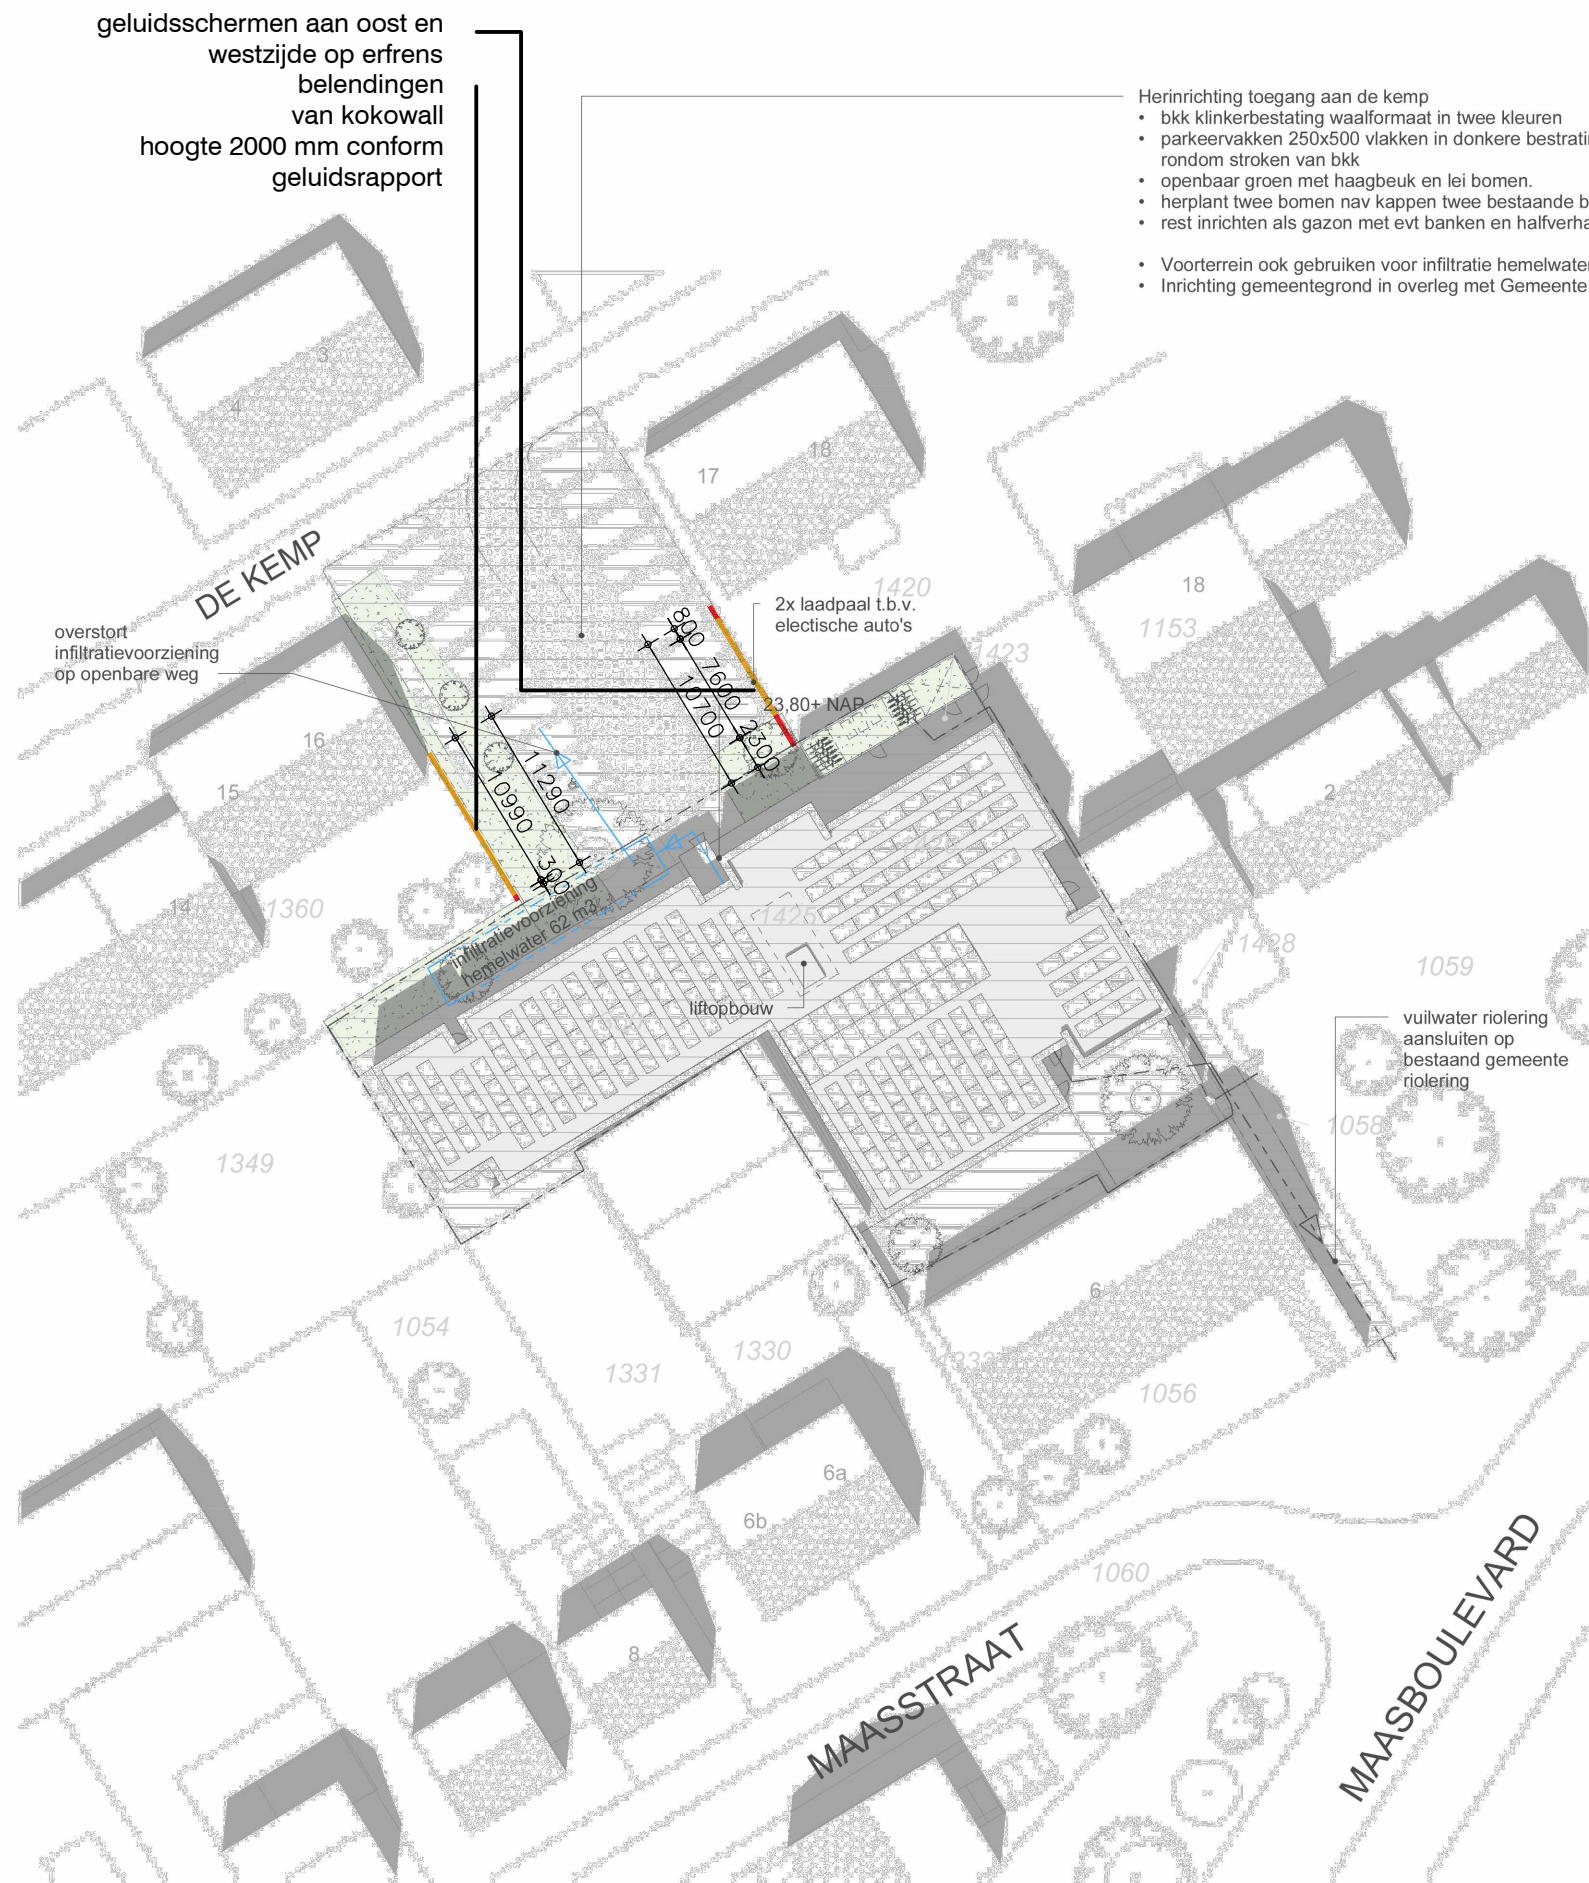 geluidsschermen aan oost en
westzijde op erfrens
belendingen
van kokowall
hoogte 2000 mm conform
geluidsrapport
Herinrichting toegang aan de kemp
• bkk klinkerbestating waalformaat in twee kleuren
• parkeervakken 250x500 vlakken in donkere bestratin
rondom stroken van bkk
• openbaar groen met haagbeuk en lei bomen.
• herplant twee bomen nav kappen twee bestaande b
• rest inrichten als gazon met evt banken en halfverha
• Voorterrein ook gebruiken voor infiltratie hemelwater
• Inrichting gemeentegrond in overleg met Gemeente
3
4
18
17
DE KEMP
1420
18
1153
1423
2x laadpaal t.b.v.
electische auto's
800
7600
10700
2300
23,80+ NAP
overstort
infiltratievoorziening
op openbare weg
16
15
14
1360
11290
10990
300
infiltratievoorziening
hemelwater 62 m3
2
1425
1428
1059
liftopbouw
vuilwater riolering
aansluiten op
bestaand gemeente
riolering
1058
1349
1054
1331
1330
1333
6
1056
6a
6b
1060
8
MAASSTRAAT
MAASBOULEVARD